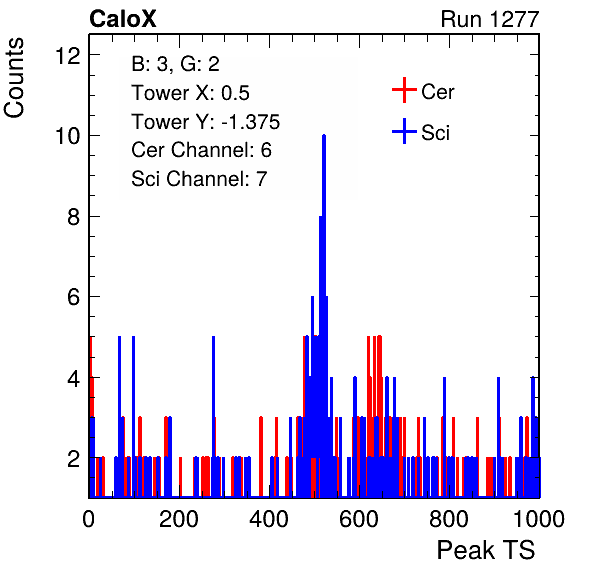 CaloX Run 1277
Counts
12
10
8
6
4
2
B: 3, G: 2
Tower X: 0.5
Tower Y: -1.375
Cer Channel: 6
Sci Channel: 7
Cer
Sci
0 200 400 600 800 1000
Peak TS